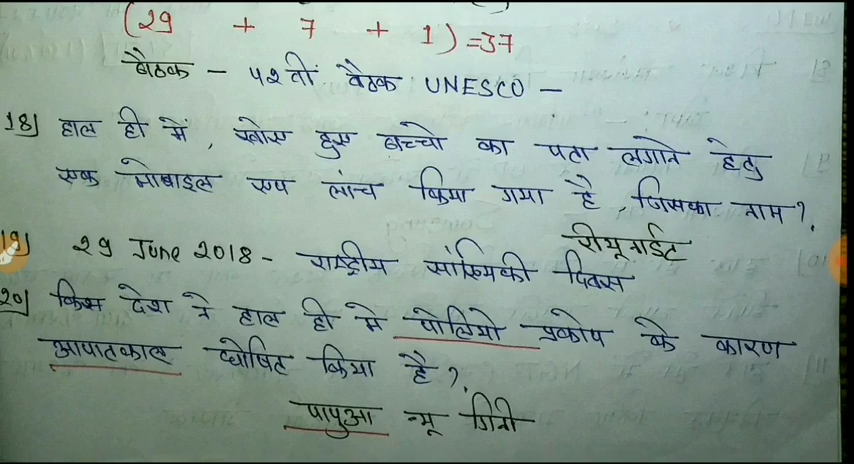 (29 + 7 + 1) = 37
बैठक – 42वीं बैठक UNESCO –
18] हाल ही में, खोए हुए बच्चो का पता लगाने हेतु
एक मोबाइल एप लांच किया गया है, जिसका नाम?
रीयूनाईट
19] 29 June 2018 - राष्ट्रीय सांख्यिकी दिवस
20] किस देश ने हाल ही मे पोलियो प्रकोप के कारण
आपातकाल घोषित किया है?
पापुआ न्यू गिनी